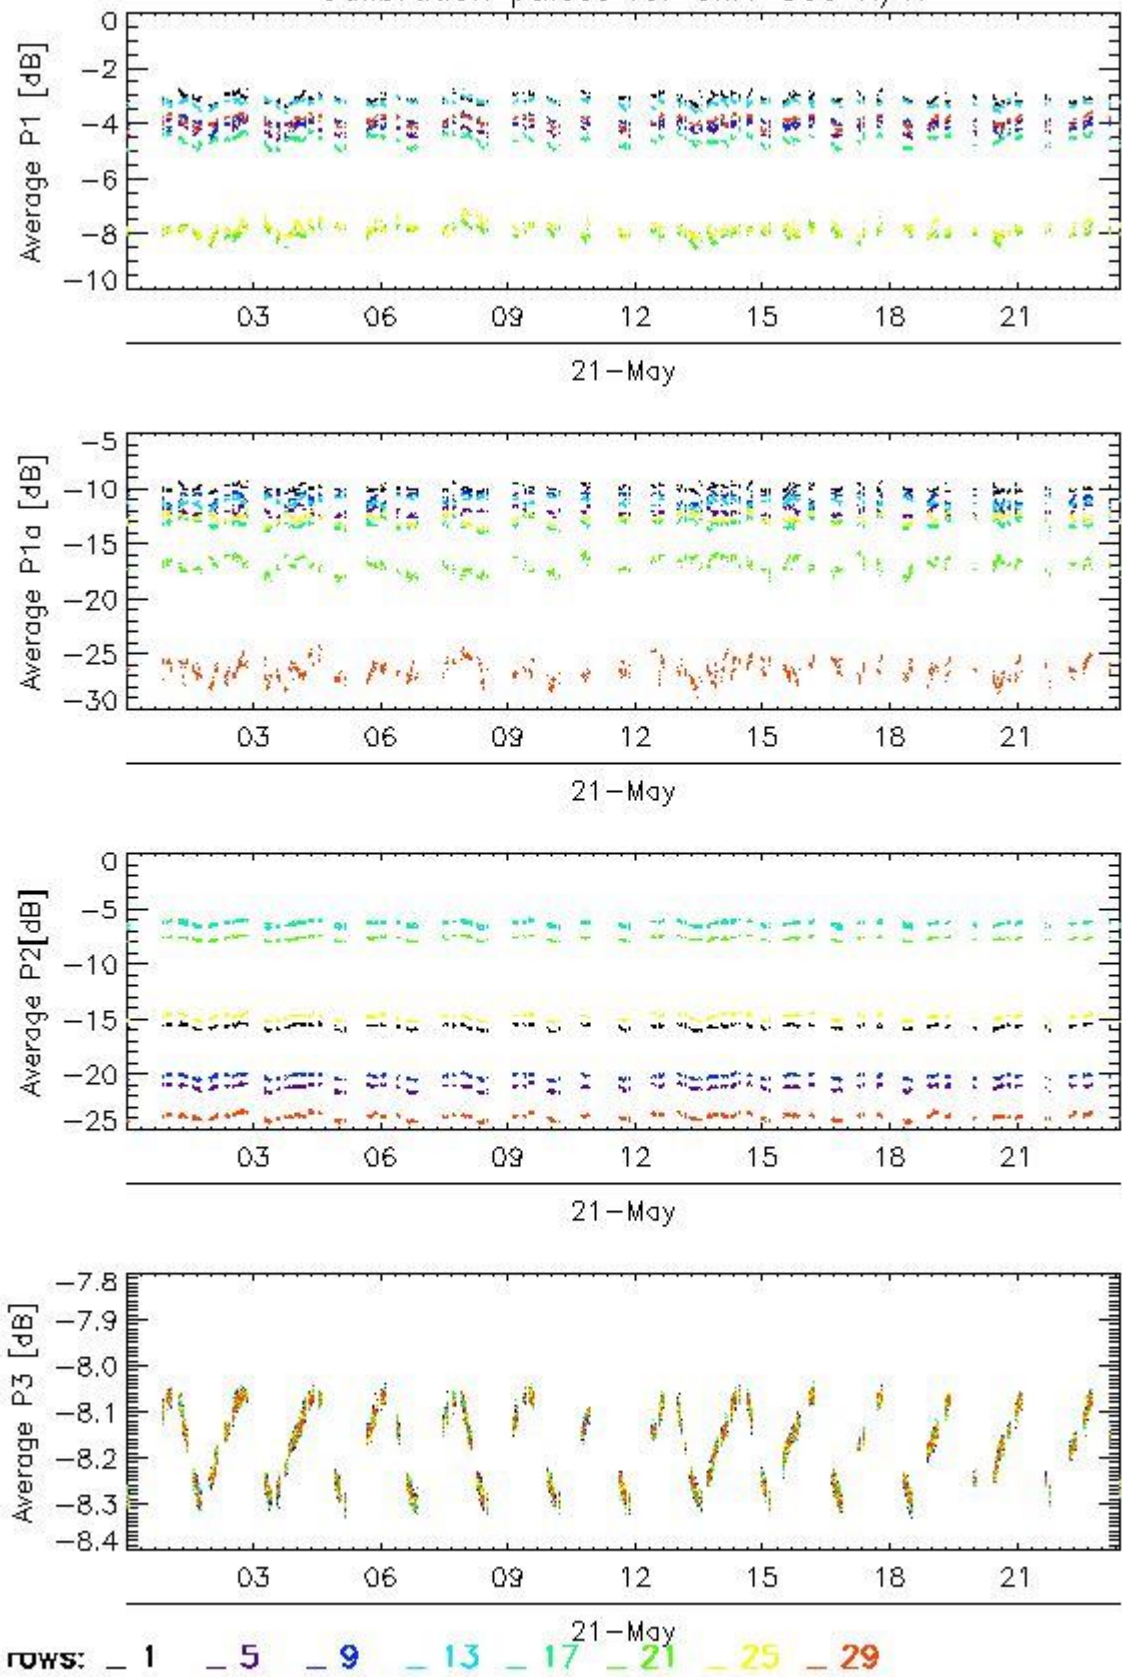 0
−2
−4
−6
−8
−10
Average P1 [dB]
03 06 09 12 15 18 21
21−May
−5
−10
−15
−20
−25
−30
Average P1a [dB]
03 06 09 12 15 18 21
21−May
0
−5
−10
−15
−20
−25
Average P2[dB]
03 06 09 12 15 18 21
21−May
−7.8
−7.9
−8.0
−8.1
−8.2
−8.3
−8.4
Average P3 [dB]
03 06 09 12 15 18 21
21−May
rows: _ 1 _ 5 _ 9 _ 13 _ 17 _ 21 _ 25 _ 29